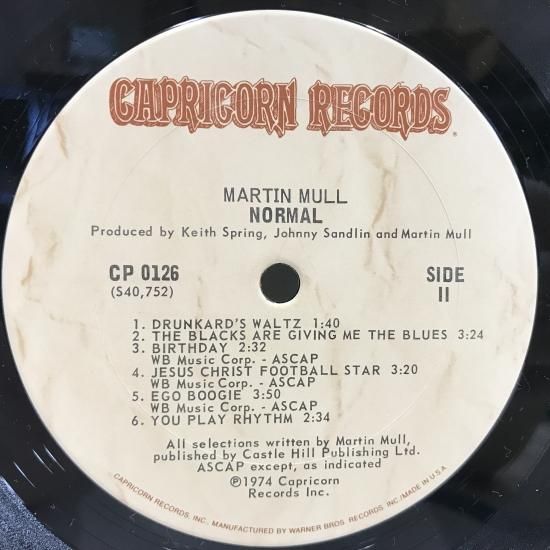 CAPRICORN RECORDS.
MARTIN MULL
NORMAL
Produced by Keith Spring, Johnny Sandlin and Martin Mull
CP 0126
(S40,752)
SIDE
II
1. DRUNKARD'S WALTZ 1:40
2. THE BLACKS ARE GIVING ME THE BLUES 3:24
3. BIRTHDAY 2:32
WB Music Corp. - ASCAP
4. JESUS CHRIST FOOTBALL STAR 3:20
WB Music Corp. - ASCAP
5. EGO BOOGIE 3:50
WB Music Corp. - ASCAP
6. YOU PLAY RHYTHM 2:34
All selections written by Martin Mull,
published by Castle Hill Publishing Ltd.
ASCAP except, as indicated
℗1974 Capricorn
Records Inc.
CAPRICORN RECORDS, INC., MANUFACTURED BY WARNER BROS. RECORDS INC./MADE IN U.S.A.